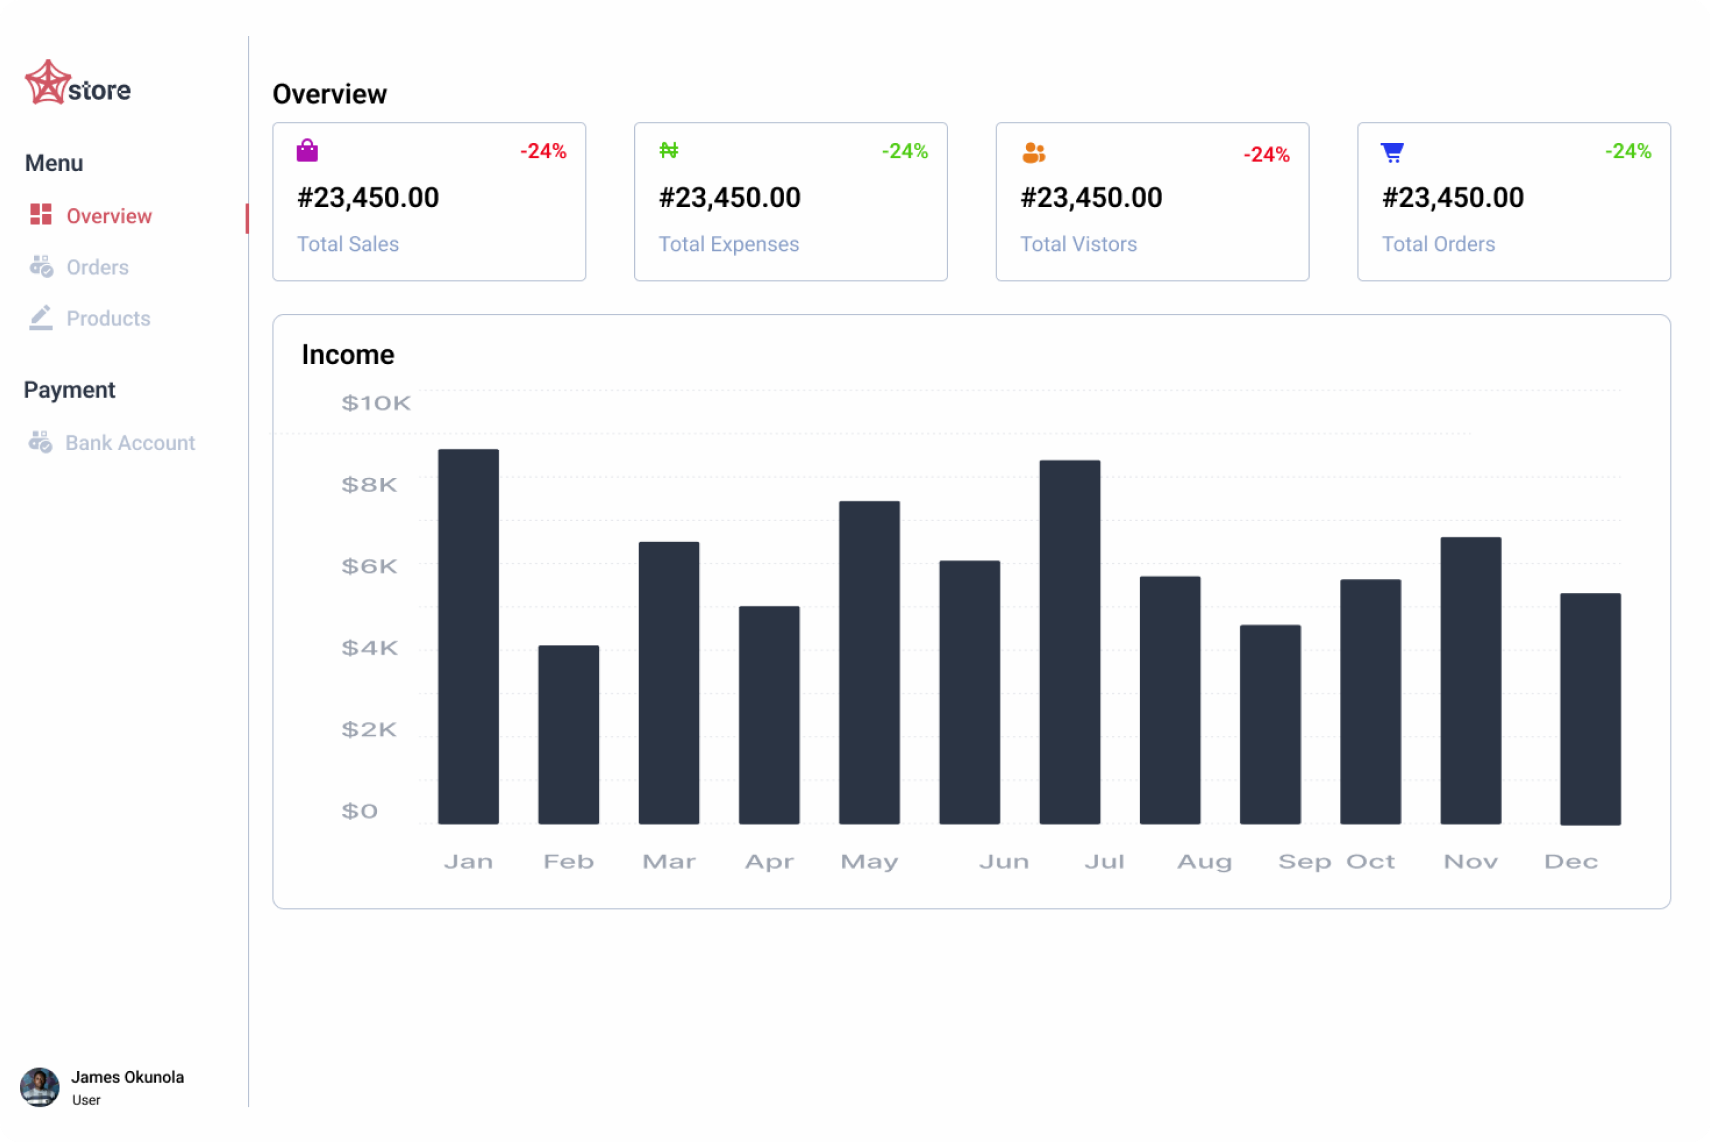 store
Menu
Overview
Orders
Products
Payment
Bank Account
James Okunola
User
Overview
-24%
#23,450.00
Total Sales
₦
-24%
#23,450.00
Total Expenses
-24%
#23,450.00
Total Vistors
-24%
#23,450.00
Total Orders
Income
$10K
$8K
$6K
$4K
$2K
$0
Jan Feb Mar Apr May Jun Jul Aug Sep Oct Nov Dec